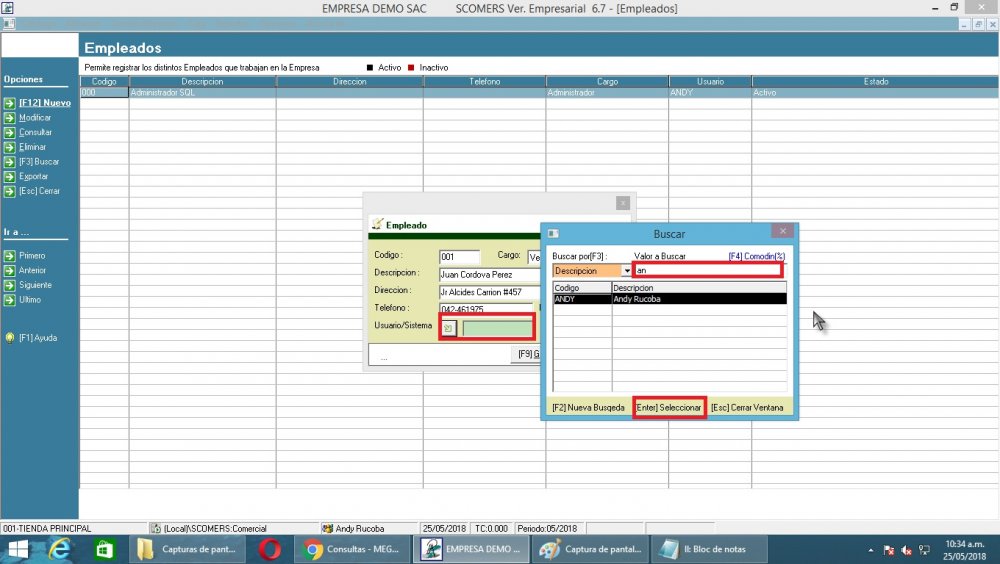 EMPRESA DEMO SAC SCOMERS Ver. Empresarial 6.7 - [Empleados]
Empleados
Permite registrar los distintos Empleados que trabajan en la Empresa Activo Inactivo
Opciones
[F12] Nuevo
Modificar
Consultar
Eliminar
[F3] Buscar
Exportar
[Esc] Cerrar
Ir a ...
Primero
Anterior
Siguiente
Ultimo
[F1] Ayuda
Codigo Descripcion Direccion Telefono Cargo Usuario Estado
000 Administrador SQL Administrador ANDY Activo
Empleado
Codigo : 001 Cargo: Ve
Descripcion : Juan Cordova Perez
Direccion : Jr Alcides Carrion #457
Telefono : 042-461975
Usuario/Sistema
... [F9] G
Buscar
Buscar por[F3] : Valor a Buscar [F4] Comodin(%)
Descripcion an
Codigo Descripcion
ANDY Andy Rucoba
[F2] Nueva Busqeda [Enter] Seleccionar [Esc] Cerrar Ventana
001-TIENDA PRINCIPAL (Local)\SCOMERS:Comercial Andy Rucoba 25/05/2018 TC:0.000 Periodo:05/2018
Capturas de pant... Consultas - MEG... EMPRESA DEMO ... Captura de pantal... II: Bloc de notas
10:34 a.m.
25/05/2018